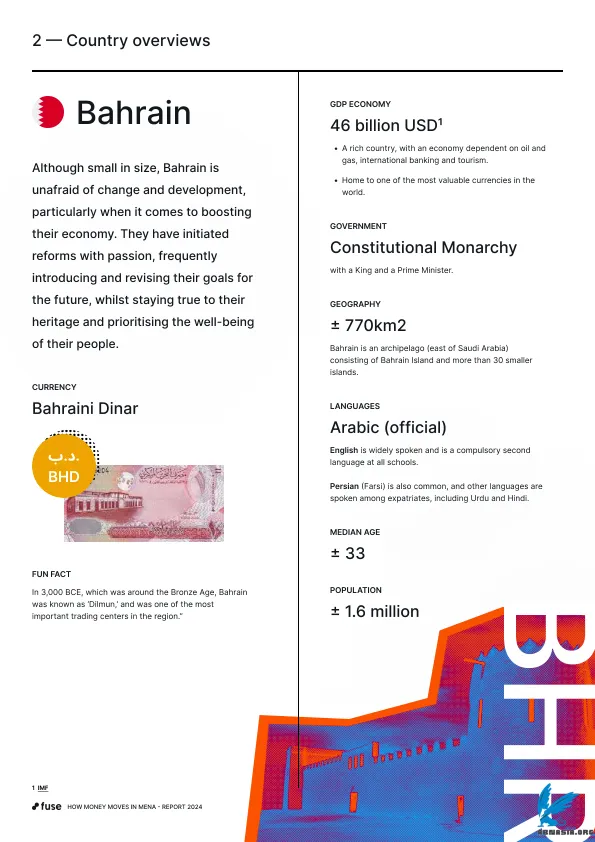 2 — Country overviews
Bahrain
Although small in size, Bahrain is
unafraid of change and development,
particularly when it comes to boosting
their economy. They have initiated
reforms with passion, frequently
introducing and revising their goals for
the future, whilst staying true to their
heritage and prioritising the well-being
of their people.
CURRENCY
Bahraini Dinar
.د.ب
BHD
FUN FACT
In 3,000 BCE, which was around the Bronze Age, Bahrain
was known as ‘Dilmun,’ and was one of the most
important trading centers in the region.”
GDP ECONOMY
46 billion USD¹
• A rich country, with an economy dependent on oil and
gas, international banking and tourism.
• Home to one of the most valuable currencies in the
world.
GOVERNMENT
Constitutional Monarchy
with a King and a Prime Minister.
GEOGRAPHY
± 770km2
Bahrain is an archipelago (east of Saudi Arabia)
consisting of Bahrain Island and more than 30 smaller
islands.
LANGUAGES
Arabic (official)
English is widely spoken and is a compulsory second
language at all schools.
Persian (Farsi) is also common, and other languages are
spoken among expatriates, including Urdu and Hindi.
MEDIAN AGE
± 33
POPULATION
± 1.6 million
BHR
1 IMF
fuse HOW MONEY MOVES IN MENA - REPORT 2024